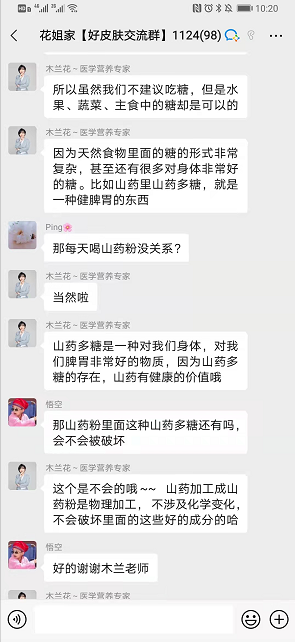 10:20
花姐家【好皮肤交流群】1124(98)
木兰花~医学营养专家
所以虽然我们不建议吃糖，但是水
果、蔬菜、主食中的糖却是可以的
木兰花~医学营养专家
因为天然食物里面的糖的形式非常
复杂，甚至还有很多对身体非常好
的糖。比如山药里山药多糖，就是
一种健脾胃的东西
Ping🌸
那每天喝山药粉没关系？
木兰花~医学营养专家
当然啦
木兰花~医学营养专家
山药多糖是一种对我们身体，对我
们脾胃非常好的物质，因为山药多
糖的存在，山药有健康的价值哦
悟空
那山药粉里面这种山药多糖还有吗，
会不会被破坏
木兰花~医学营养专家
这个是不会的哦~~ 山药加工成山
药粉是物理加工，不涉及化学变化，
不会破坏里面的这些好的成分的哈
悟空
好的谢谢木兰老师
木兰花~医学营养专家